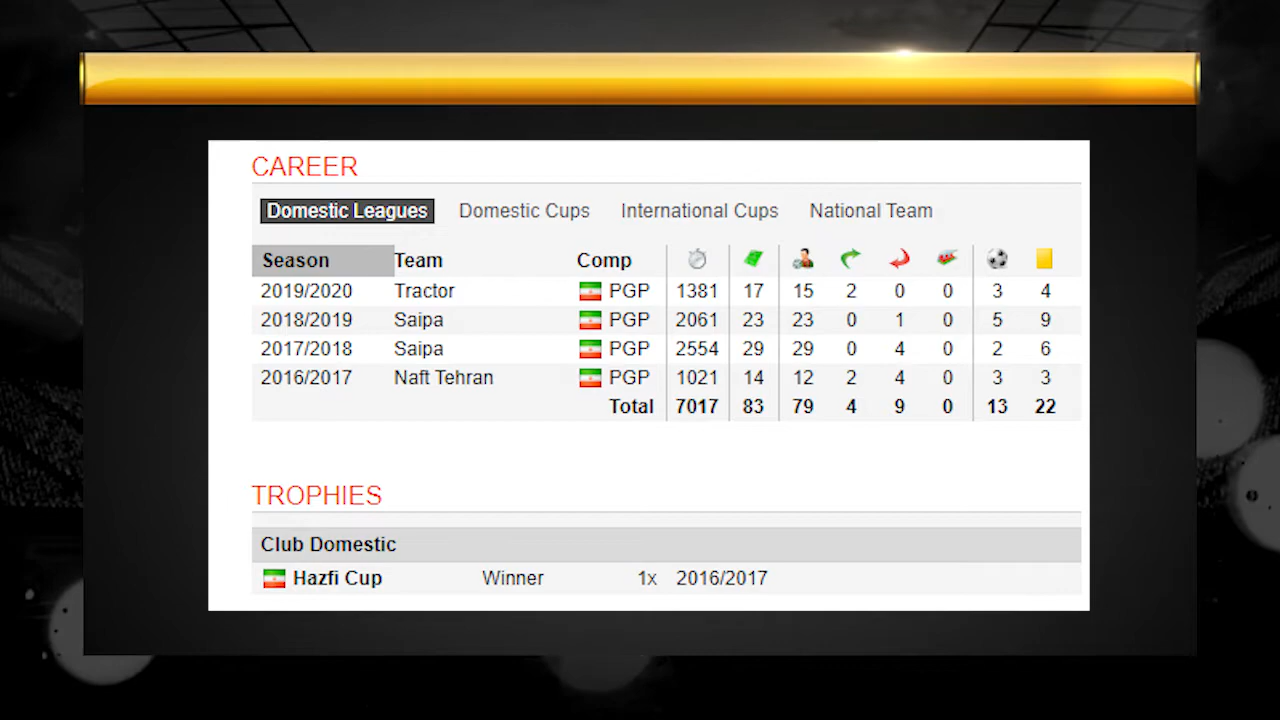 CAREER
Domestic Leagues Domestic Cups International Cups National Team
Season Team Comp
2019/2020 Tractor PGP 1381 17 15 2 0 0 3 4
2018/2019 Saipa PGP 2061 23 23 0 1 0 5 9
2017/2018 Saipa PGP 2554 29 29 0 4 0 2 6
2016/2017 Naft Tehran PGP 1021 14 12 2 4 0 3 3
Total 7017 83 79 4 9 0 13 22
TROPHIES
Club Domestic
Hazfi Cup Winner 1x 2016/2017